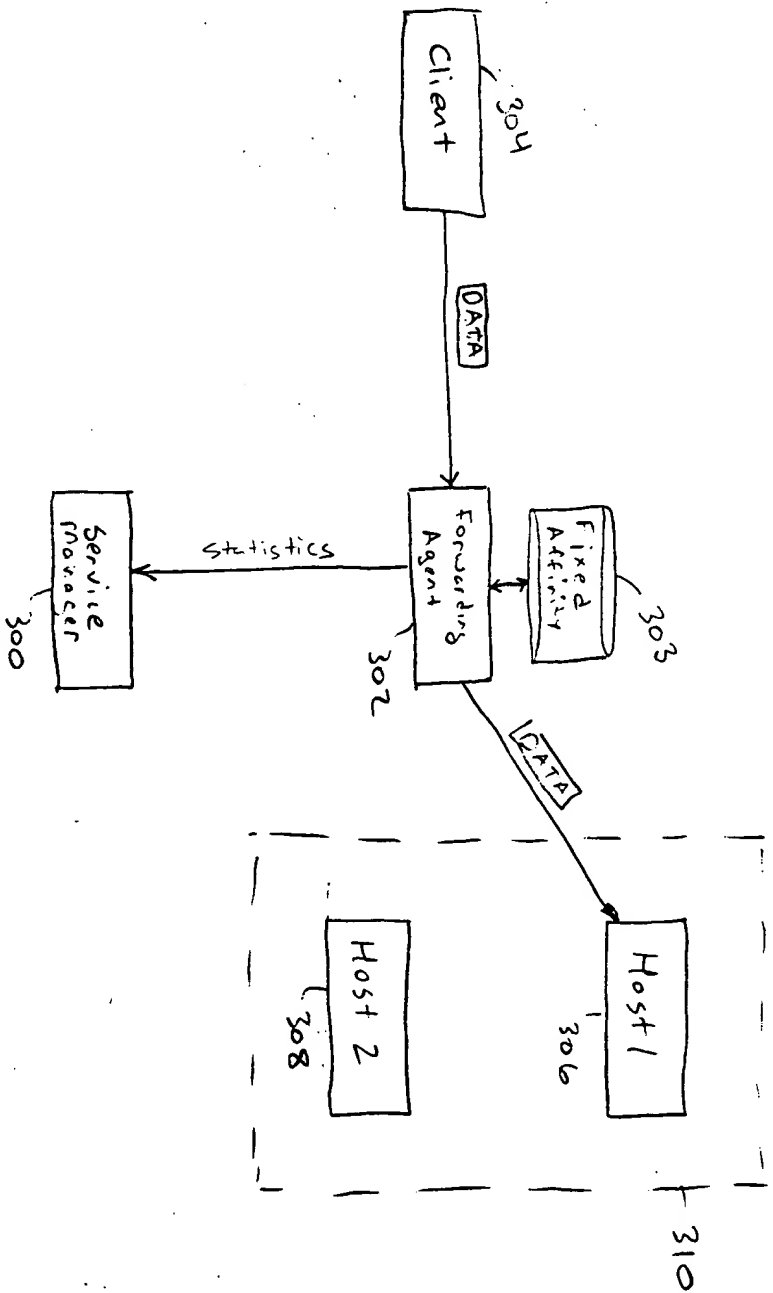 Client
304
DATA
Fixed
Affinity
303
Forwarding
Agent
302
Statistics
Service
Manager
300
DATA
Host 1
306
Host 2
308
310